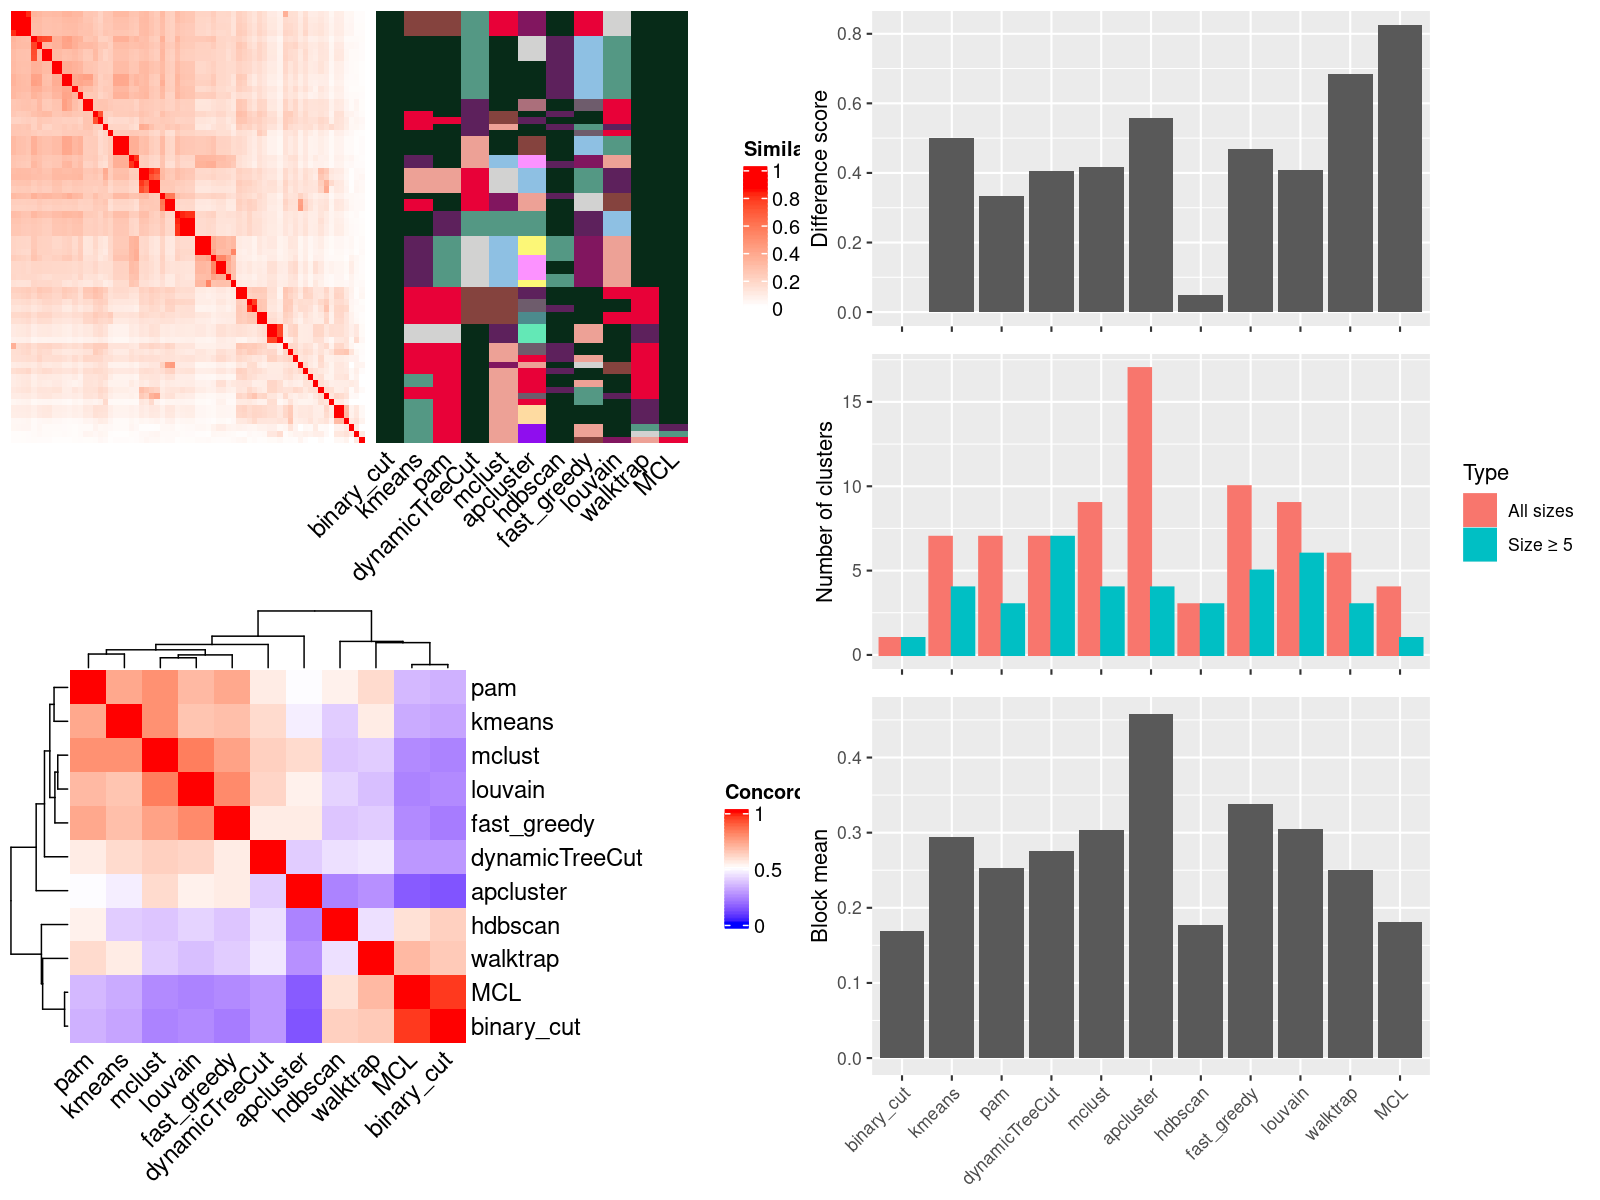 Simila
1
0.8
0.6
0.4
0.2
0
binary_cut
kmeans
pam
dynamicTreeCut
mclust
apcluster
hdbscan
fast_greedy
louvain
walktrap
MCL
Difference score
0.8
0.6
0.4
0.2
0.0
Number of clusters
15
10
5
0
Type
All sizes
Size ≥ 5
pam
kmeans
mclust
louvain
fast_greedy
dynamicTreeCut
apcluster
hdbscan
walktrap
MCL
binary_cut
pam
kmeans
mclust
louvain
fast_greedy
dynamicTreeCut
apcluster
hdbscan
walktrap
MCL
binary_cut
Concord
1
0.5
0
Block mean
0.4
0.3
0.2
0.1
0.0
binary_cut
kmeans
pam
dynamicTreeCut
mclust
apcluster
hdbscan
fast_greedy
louvain
walktrap
MCL